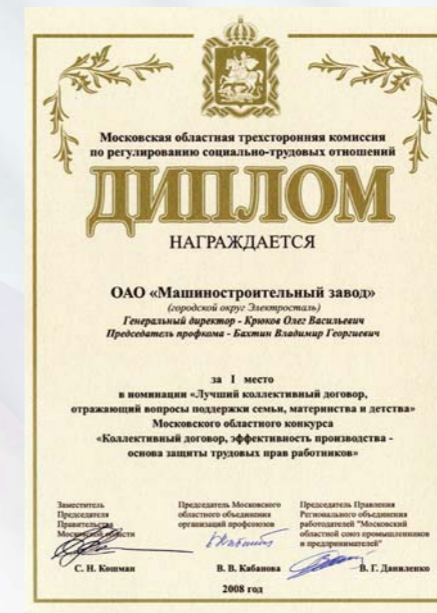 Московская областная трехсторонняя комиссия
по регулированию социально-трудовых отношений
ДИПЛОМ
НАГРАЖДАЕТСЯ
ОАО «Машиностроительный завод»
(городской округ Электросталь)
Генеральный директор - Крюков Олег Васильевич
Председатель профкома - Бахтин Владимир Георгиевич
за I место
в номинации «Лучший коллективный договор,
отражающий вопросы поддержки семьи, материнства и детства»
Московского областного конкурса
«Коллективный договор, эффективность производства -
основа защиты трудовых прав работников»
Заместитель
Председателя
Правительства
Московской области
С. Н. Кошман
Председатель Московского
областного объединения
организаций профсоюзов
В. В. Кабанова
Председатель Правления
Регионального объединения
работодателей "Московский
областной союз промышленников
и предпринимателей"
В. Г. Даниленко
2008 год